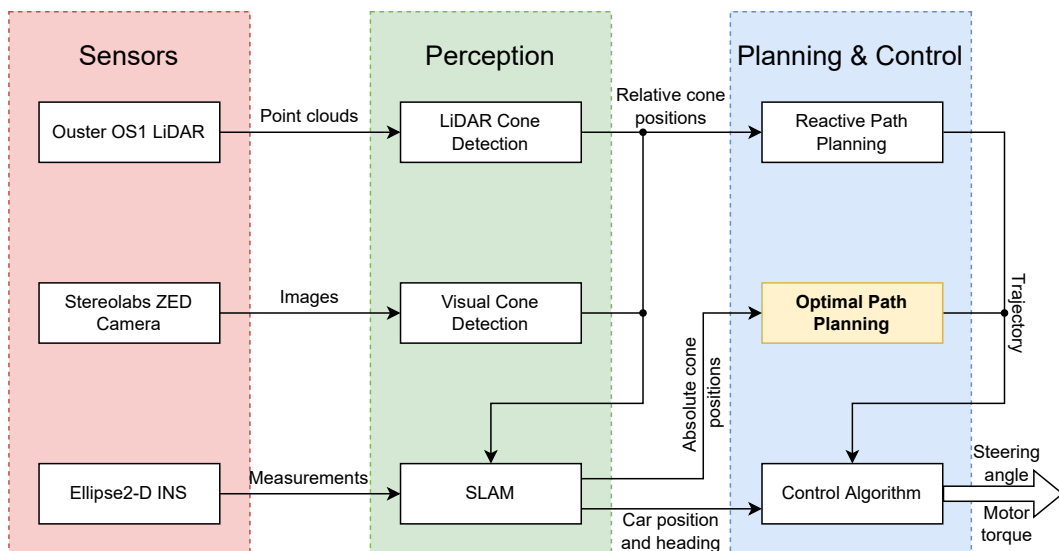 Sensors
Perception
Planning & Control
Ouster OS1 LiDAR
Point clouds
LiDAR Cone
Detection
Relative cone
positions
Reactive Path
Planning
Stereolabs ZED
Camera
Images
Visual Cone
Detection
Absolute cone
positions
Optimal Path
Planning
Trajectory
Ellipse2-D INS
Measurements
SLAM
Car position
and heading
Control Algorithm
Steering
angle
Motor
torque